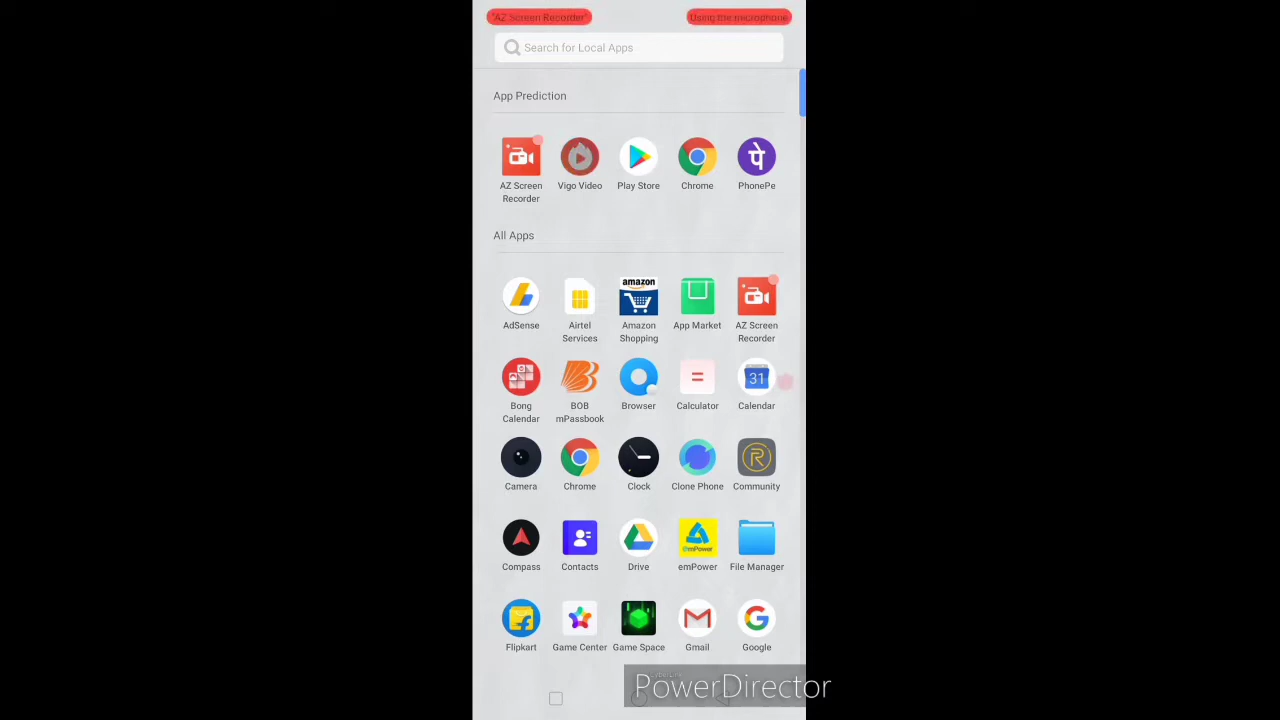 "AZ Screen Recorder" Using the microphone
Search for Local Apps
App Prediction
पे
AZ Screen Vigo Video Play Store Chrome PhonePe
Recorder
All Apps
amazon
AdSense Airtel Amazon App Market AZ Screen
Services Shopping Recorder
31
Bong BOB Browser Calculator Calendar
Calendar mPassbook
Camera Chrome Clock Clone Phone Community
@mPower
Compass Contacts Drive emPower File Manager
Flipkart Game Center Game Space Gmail Google
CyberLink
PowerDirector